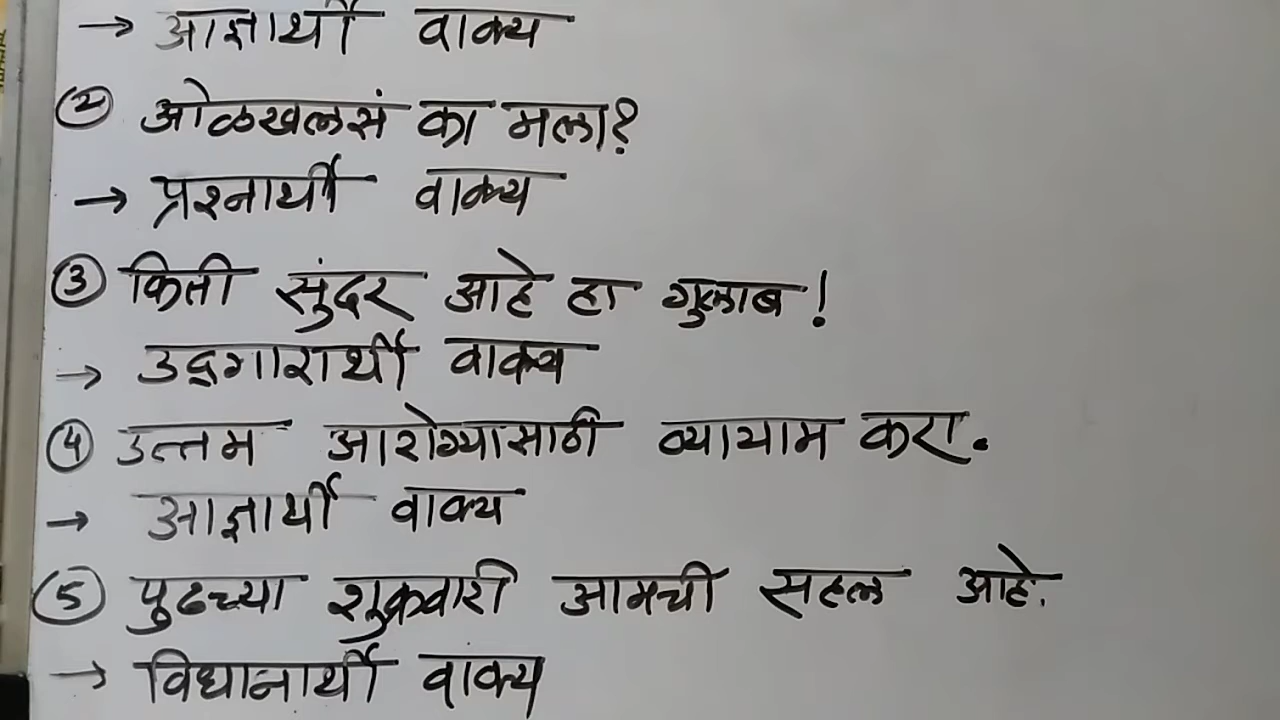 → आज्ञार्थी वाक्य
② ओळखलसं का मला?
→ प्रश्नार्थी वाक्य
③ किती सुंदर आहे हा गुलाब!
→ उद्गारार्थी वाक्य
④ उत्तम आरोग्यासाठी व्यायाम करा.
→ आज्ञार्थी वाक्य
⑤ पुढच्या शुक्रवारी आमची सहल आहे.
→ विधानार्थी वाक्य